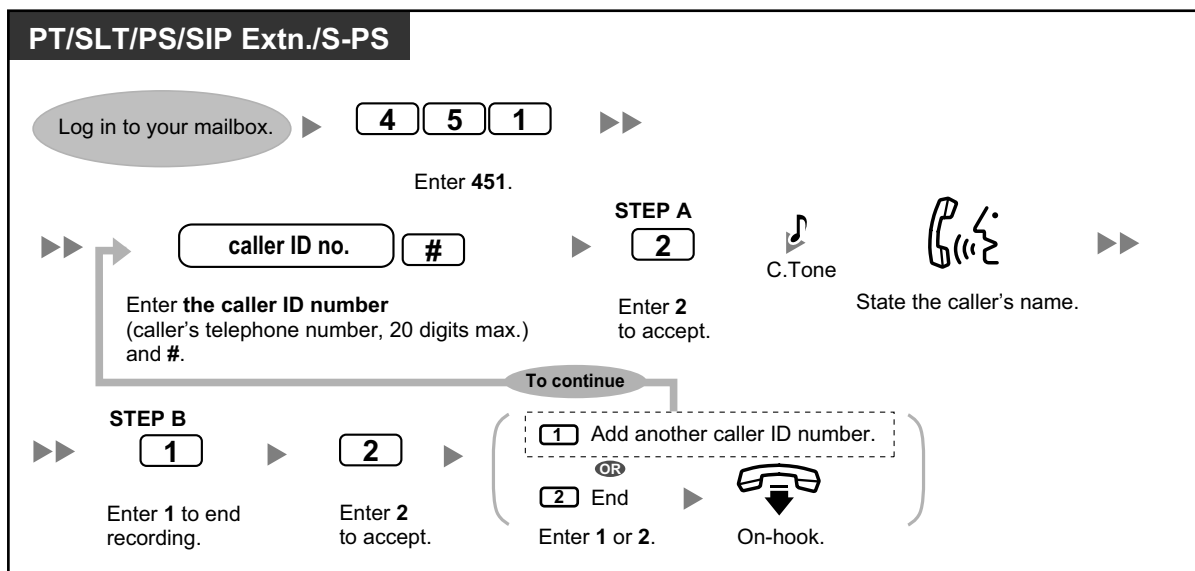 PT/SLT/PS/SIP Extn./S-PS
Log in to your mailbox.
4 5 1
Enter 451.
caller ID no. #
Enter the caller ID number
(caller's telephone number, 20 digits max.)
and #.
STEP A
2
Enter 2
to accept.
C.Tone
State the caller's name.
To continue
STEP B
1
Enter 1 to end
recording.
2
Enter 2
to accept.
1 Add another caller ID number.
OR
2 End
Enter 1 or 2.
On-hook.